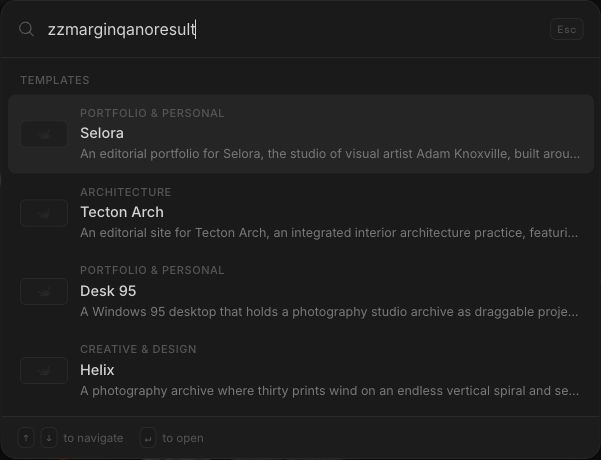 zzmarginqanoresult
Esc
TEMPLATES
PORTFOLIO & PERSONAL
Selora
An editorial portfolio for Selora, the studio of visual artist Adam Knoxville, built arou...
ARCHITECTURE
Tecton Arch
An editorial site for Tecton Arch, an integrated interior architecture practice, featuri...
PORTFOLIO & PERSONAL
Desk 95
A Windows 95 desktop that holds a photography studio archive as draggable proje...
CREATIVE & DESIGN
Helix
A photography archive where thirty prints wind on an endless vertical spiral and se...
↑ ↓ to navigate ↵ to open